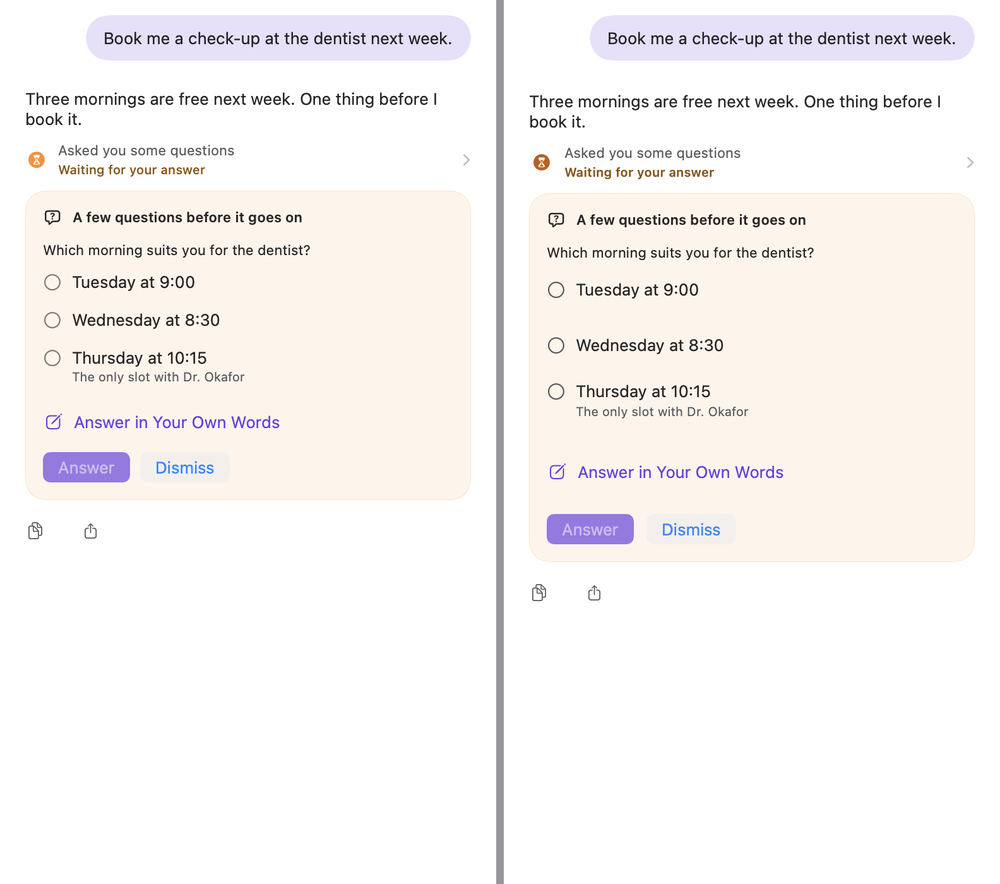 Book me a check-up at the dentist next week.
Three mornings are free next week. One thing before I
book it.
Asked you some questions
Waiting for your answer
A few questions before it goes on
Which morning suits you for the dentist?
Tuesday at 9:00
Wednesday at 8:30
Thursday at 10:15
The only slot with Dr. Okafor
Answer in Your Own Words
Answer
Dismiss
Book me a check-up at the dentist next week.
Three mornings are free next week. One thing before I
book it.
Asked you some questions
Waiting for your answer
A few questions before it goes on
Which morning suits you for the dentist?
Tuesday at 9:00
Wednesday at 8:30
Thursday at 10:15
The only slot with Dr. Okafor
Answer in Your Own Words
Answer
Dismiss